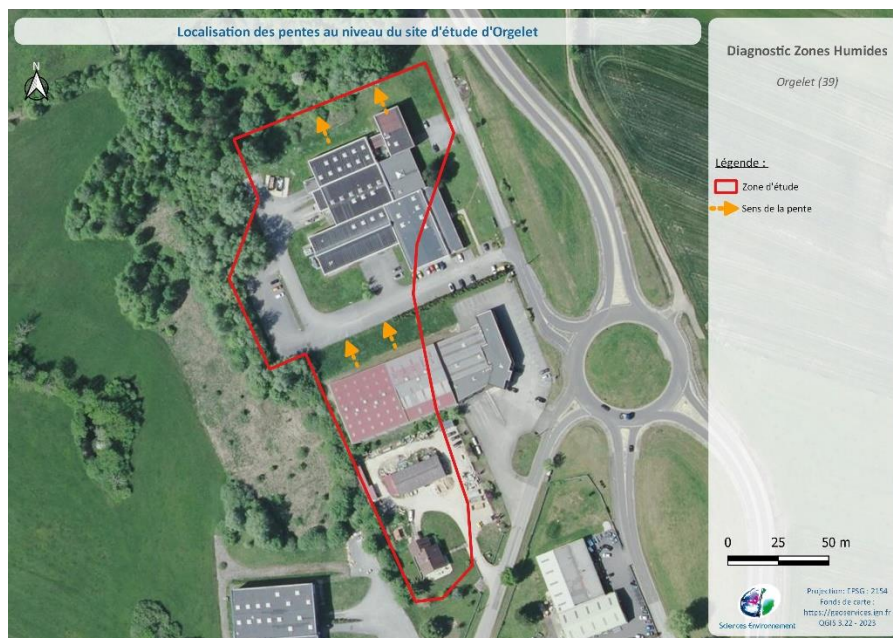 Localisation des pentes au niveau du site d'étude d'Orgelet
N
Diagnostic Zones Humides
Orgelet (39)
Légende :
Zone d'étude
Sens de la pente
0 25 50 m
Sciences Environnement
Projection: EPSG : 2154
Fonds de carte :
https://geoservices.ign.fr
QGIS 3.22 - 2023